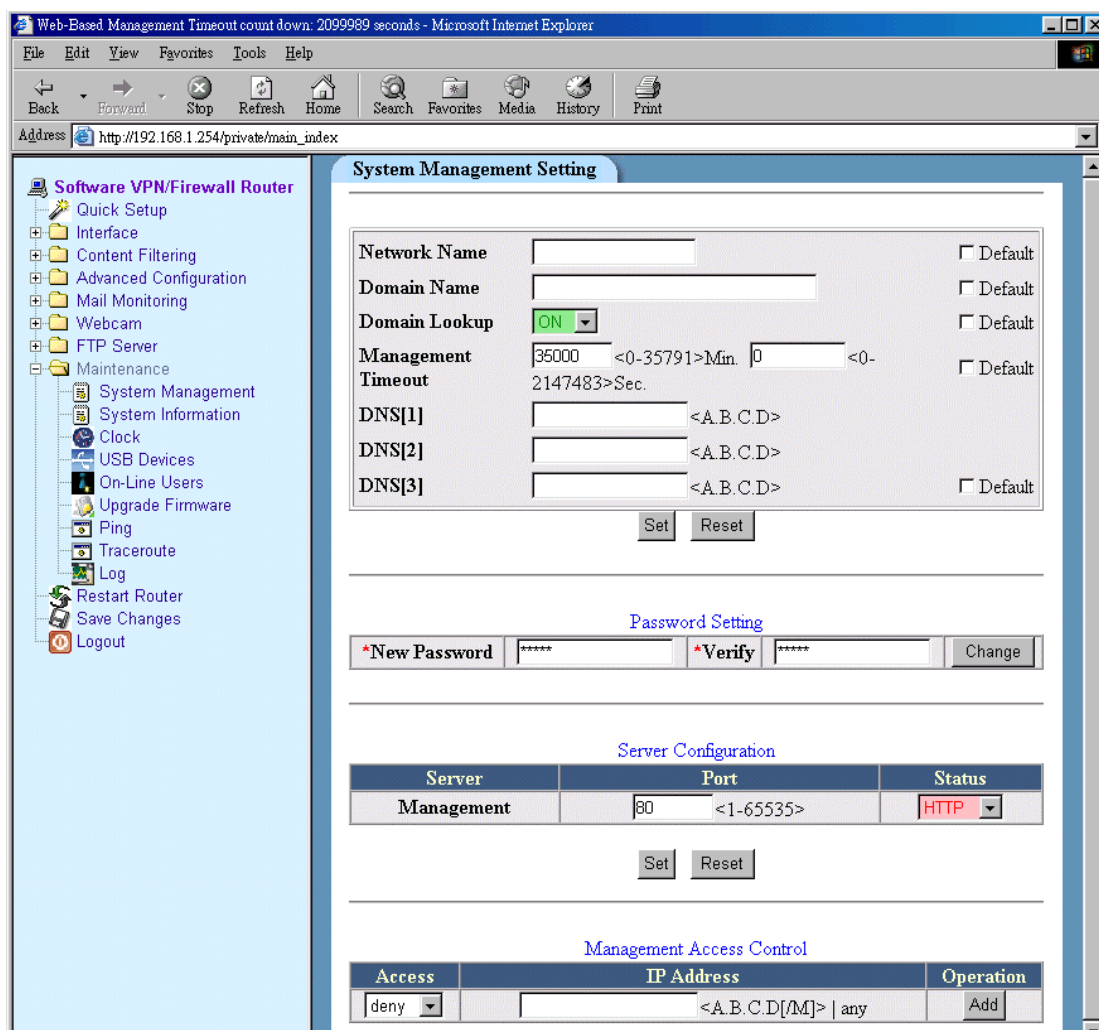 Web-Based Management Timeout count down: 2099989 seconds - Microsoft Internet Explorer
File Edit View Favorites Tools Help
Back Forward Stop Refresh Home Search Favorites Media History Print
Address http://192.168.1.254/private/main_index
Software VPN/Firewall Router
Quick Setup
Interface
Content Filtering
Advanced Configuration
Mail Monitoring
Webcam
FTP Server
Maintenance
System Management
System Information
Clock
USB Devices
On-Line Users
Upgrade Firmware
Ping
Traceroute
Log
Restart Router
Save Changes
Logout
System Management Setting
Network Name Default
Domain Name Default
Domain Lookup ON Default
Management Timeout 35000 <0-35791>Min. 0 <0-2147483>Sec. Default
DNS[1] <A.B.C.D>
DNS[2] <A.B.C.D>
DNS[3] <A.B.C.D> Default
Set Reset
Password Setting
*New Password ***** *Verify ***** Change
Server Configuration
Server Port Status
Management 80 <1-65535> HTTP
Set Reset
Management Access Control
Access IP Address Operation
deny <A.B.C.D[/M]> | any Add